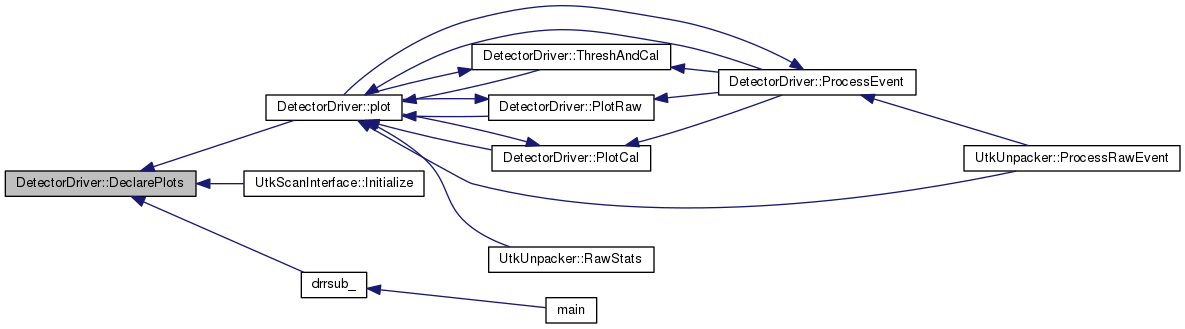 DetectorDriver::ThreshAndCal
DetectorDriver::ProcessEvent
DetectorDriver::plot
DetectorDriver::PlotRaw
DetectorDriver::PlotCal
UtkUnpacker::ProcessRawEvent
DetectorDriver::DeclarePlots
UtkScanInterface::Initialize
UtkUnpacker::RawStats
drrsub_
main